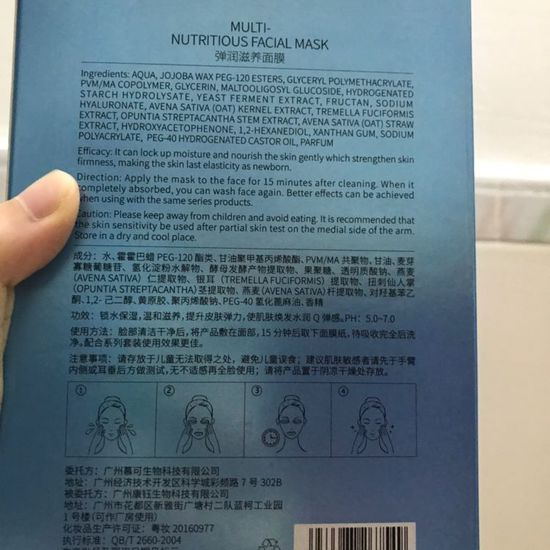 MULTI-
NUTRITIOUS FACIAL MASK
弹润滋养面膜
Ingredients: AQUA, JOJOBA WAX PEG-120 ESTERS, GLYCERYL POLYMETHACRYLATE,
PVM/MA COPOLYMER, GLYCERIN, MALTOOLIGOSYL GLUCOSIDE, HYDROGENATED
STARCH HYDROLYSATE, YEAST FERMENT EXTRACT, FRUCTAN, SODIUM
HYALURONATE, AVENA SATIVA (OAT) KERNEL EXTRACT, TREMELLA FUCIFORMIS
EXTRACT, OPUNTIA STREPTACANTHA STEM EXTRACT, AVENA SATIVA (OAT) STRAW
EXTRACT, HYDROXYACETOPHENONE, 1,2-HEXANEDIOL, XANTHAN GUM, SODIUM
POLYACRYLATE, PEG-40 HYDROGENATED CASTOR OIL, PARFUM
Efficacy: It can lock up moisture and nourish the skin gently which strengthen skin
firmness, making the skin last elasticity as newborn.
Direction: Apply the mask to the face for 15 minutes after cleaning. When it
completely absorbed, you can wash face again. Better effects can be achieved
when using with the same series products.
Caution: Please keep away from children and avoid eating. It is recommended that
the skin sensitivity be used after partial skin test on the medial side of the arm.
Store in a dry and cool place.
成分：水、霍霍巴蜡 PEG-120 酯类、甘油聚甲基丙烯酸酯、PVM/MA 共聚物、甘油、麦芽
寡糖葡糖苷、氢化淀粉水解物、酵母发酵产物提取物、果聚糖、透明质酸钠、燕麦
(AVENA SATIVA) 仁提取物、银耳 (TREMELLA FUCIFORMIS) 提取物、扭刺仙人掌
(OPUNTIA STREPTACANTHA)茎提取物、燕麦(AVENA SATIVA)秆提取物、对羟基苯乙
酮、1,2- 己二醇、黄原胶、聚丙烯酸钠、PEG-40 氢化蓖麻油、香精
功效：锁水保湿，温和滋养，提升皮肤弹力，使肌肤焕发水润 Q 弹感。PH：5.0-7.0
使用方法：脸部清洁干净后，将产品敷在面部，15 分钟后取下面膜纸，待吸收完全后洗
净。配合系列套装使用效果更佳。
注意事项：请存放于儿童无法取得之处，避免儿童误食；建议肌肤敏感者请先于手臂
内侧或耳垂后方做测试，无不适感再全脸使用；请将产品置于阴凉干燥处存放。
① ② ③ ④
委托方：广州慕可生物科技有限公司
地址：广州经济技术开发区科学城彩频路 7 号 302B
被委托方：广州康钰生物科技有限公司
地址：广州市花都区新雅街广塘村二队蓝柯工业园
1 号楼(可作厂房使用)
化妆品生产许可证：粤妆 20160977
执行标准：QB/T 2660-2004